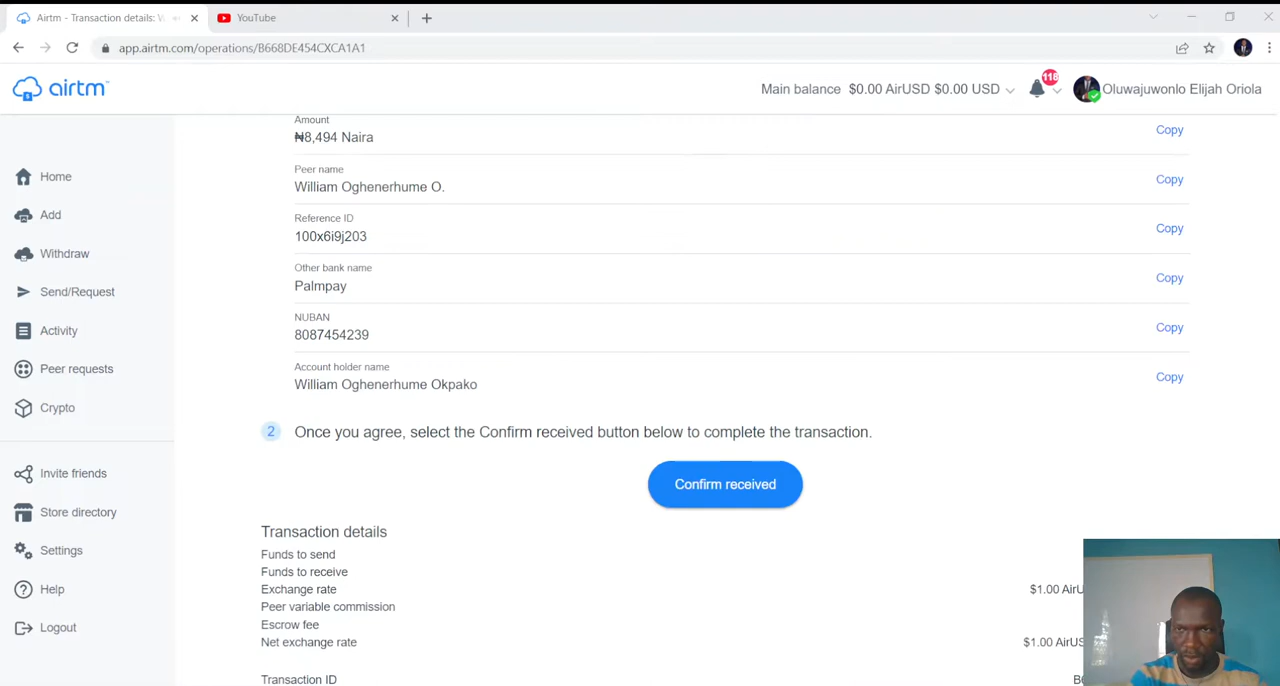 Airtm - Transaction details: W
YouTube
app.airtm.com/operations/B668DE454CXCA1A1
airtm
Main balance $0.00 AirUSD $0.00 USD
118
Oluwajuwonlo Elijah Oriola
Home
Add
Withdraw
Send/Request
Activity
Peer requests
Crypto
Invite friends
Store directory
Settings
Help
Logout
Amount
₦8,494 Naira
Copy
Peer name
William Oghenerhume O.
Copy
Reference ID
100x6i9j203
Copy
Other bank name
Palmpay
Copy
NUBAN
8087454239
Copy
Account holder name
William Oghenerhume Okpako
Copy
2 Once you agree, select the Confirm received button below to complete the transaction.
Confirm received
Transaction details
Funds to send
Funds to receive
Exchange rate $1.00 AirU
Peer variable commission
Escrow fee
Net exchange rate $1.00 AirUS
Transaction ID